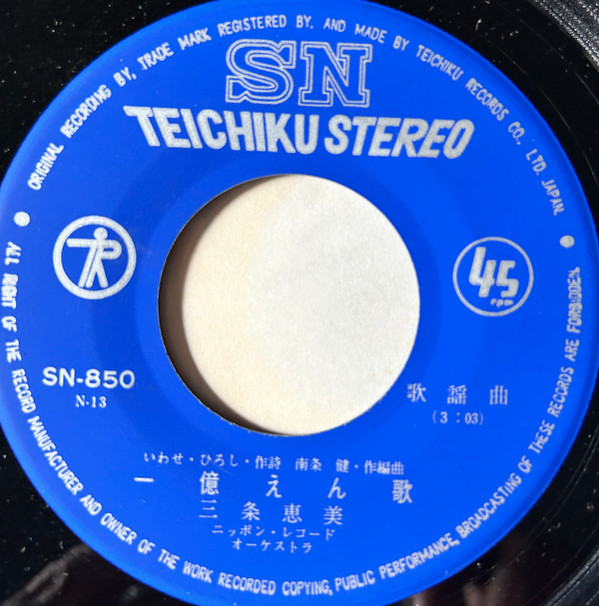 ORIGINAL RECORDING BY, TRADE MARK REGISTERED BY, AND MADE BY TEICHIKU RECORDS CO., LTD. JAPAN.
SN
TEICHIKU STEREO
45
rpm
SN-850
N-13
歌謡曲
(3:03)
いわせ・ひろし・作詩 南条 健・作編曲
一億えん歌
三条恵美
ニッポン・レコード
オーケストラ
ALL RIGHT OF THE RECORD MANUFACTURER AND OWNER OF THE WORK RECORDED COPYING, PUBLIC PERFORMANCE, BROADCASTING OF THESE RECORDS ARE FORBIDDEN.